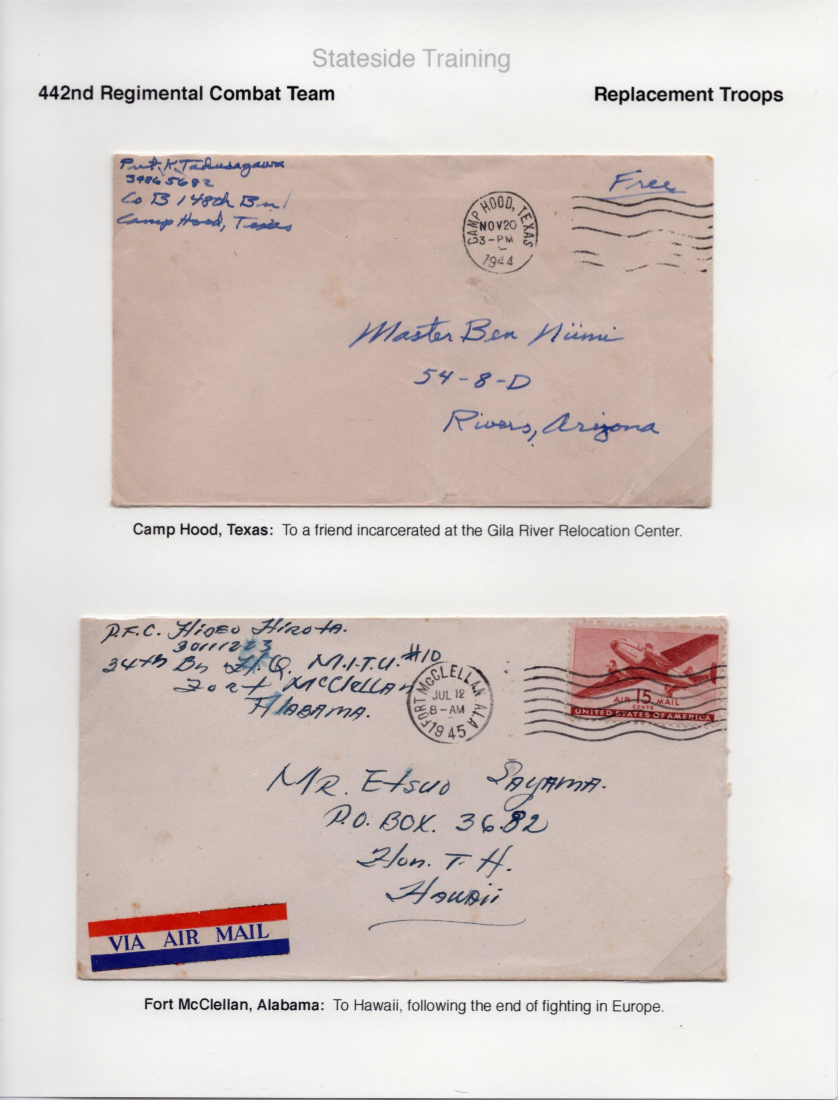 Stateside Training
442nd Regimental Combat Team
Replacement Troops
Pvt. K. Takusagawa
39865692
Co B 148th Bn
Camp Hood, Texas
CAMP HOOD, TEXAS
NOV 20
3-PM
1944
Free
Master Ben Niimi
54-8-D
Rivers, Arizona
Camp Hood, Texas: To a friend incarcerated at the Gila River Relocation Center.
P.F.C. Hideo Hirota.
30111223
34th Bn H.Q. M.I.T.U. #10
Fort McClellan
Alabama.
FORT McCLELLAN ALA
JUL 12
8-AM
1945
AIR 15 MAIL
CENTS
UNITED STATES OF AMERICA
Mr. Etsuo Sayama.
P.O. Box. 3682
Hon. T. H.
Hawaii
VIA AIR MAIL
Fort McClellan, Alabama: To Hawaii, following the end of fighting in Europe.